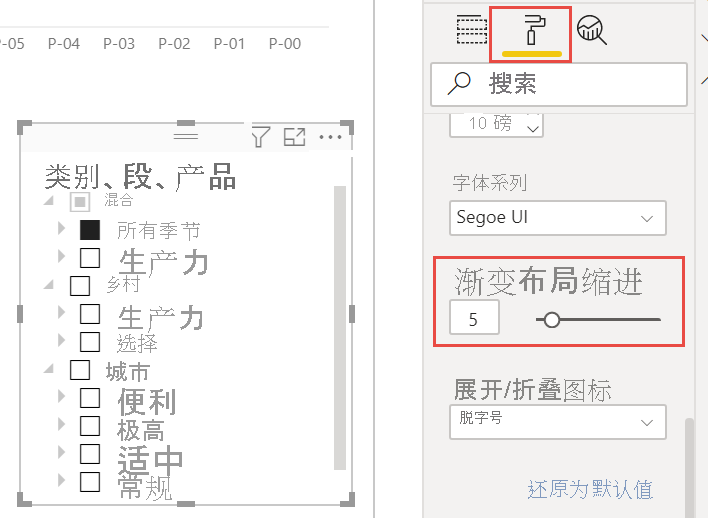 -05 P-04 P-03 P-02 P-01 P-00
类别、段、产品
混合
所有季节
生产力
乡村
生产力
选择
城市
便利
极高
适中
常规
搜索
10 磅
字体系列
Segoe UI
渐变布局缩进
5
展开/折叠图标
脱字号
还原为默认值